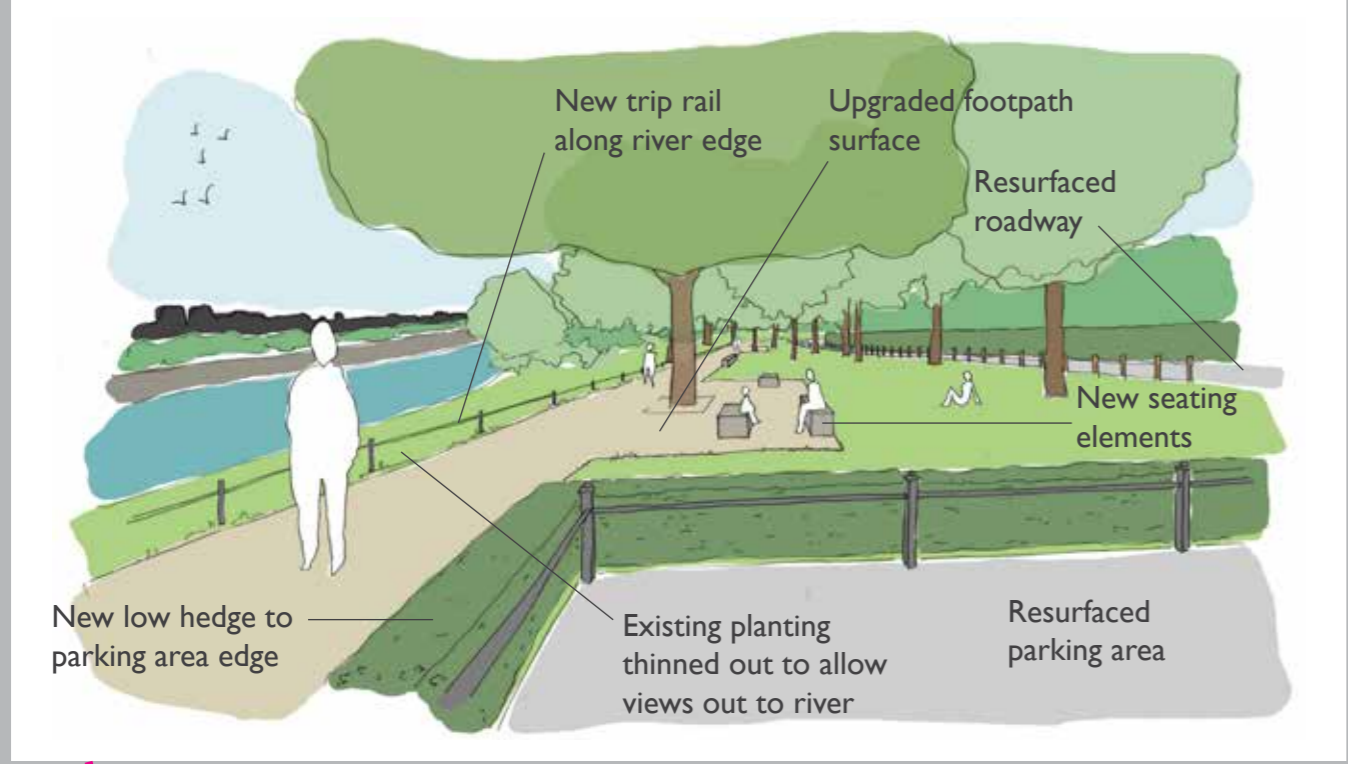 New trip rail
along river edge
Upgraded footpath
surface
Resurfaced
roadway
New seating
elements
New low hedge to
parking area edge
Existing planting
thinned out to allow
views out to river
Resurfaced
parking area